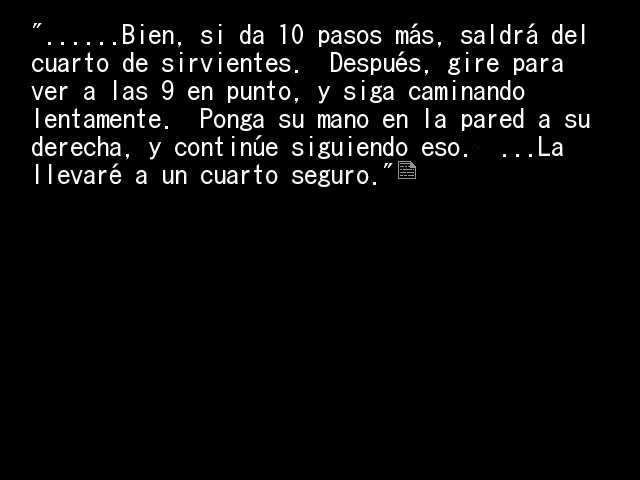 "......Bien, si da 10 pasos más, saldrá del
cuarto de sirvientes.  Después, gire para
ver a las 9 en punto, y siga caminando
lentamente.  Ponga su mano en la pared a su
derecha, y continúe siguiendo eso.  ...La
llevaré a un cuarto seguro."